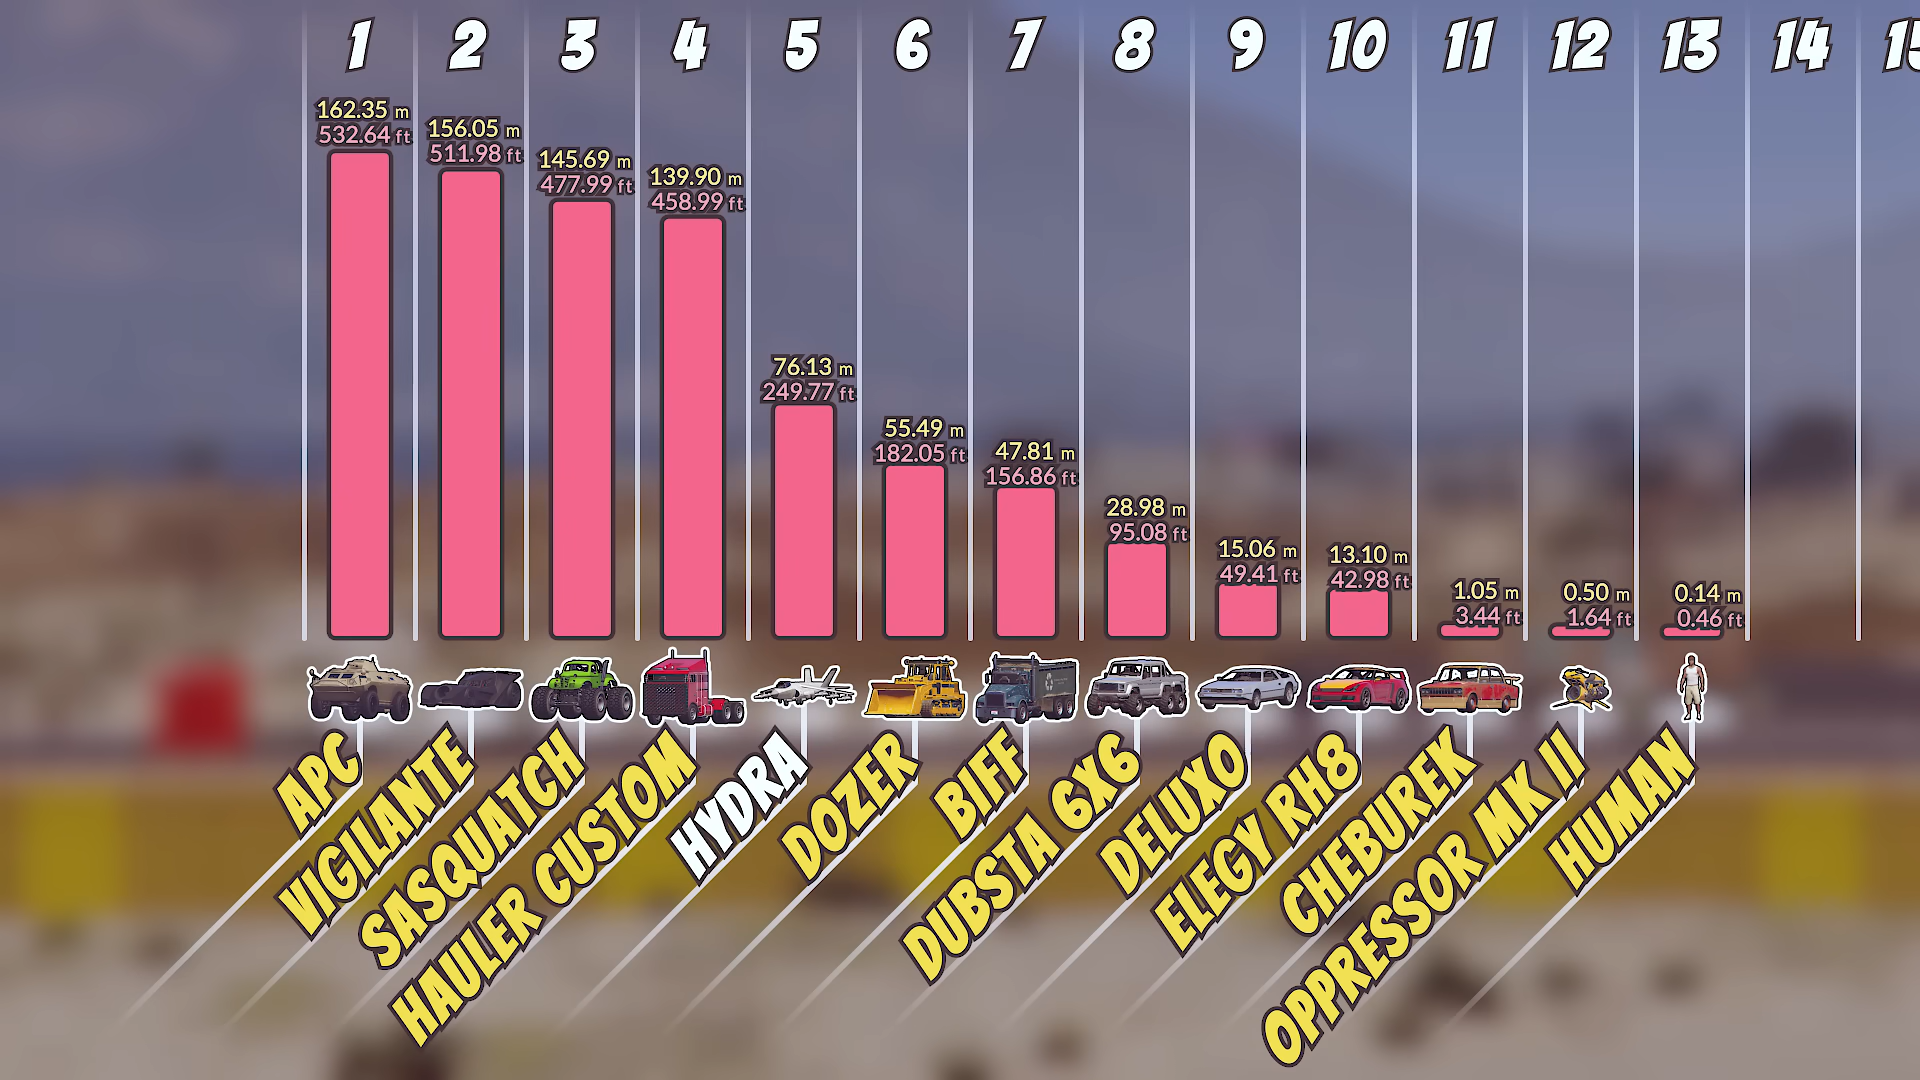 1 2 3 4 5 6 7 8 9 10 11 12 13 14 15
162.35 m
532.64 ft
156.05 m
511.98 ft
145.69 m
477.99 ft
139.90 m
458.99 ft
76.13 m
249.77 ft
55.49 m
182.05 ft
47.81 m
156.86 ft
28.98 m
95.08 ft
15.06 m
49.41 ft
13.10 m
42.98 ft
1.05 m
3.44 ft
0.50 m
1.64 ft
0.14 m
0.46 ft
APC
VIGILANTE
SASQUATCH
HAULER CUSTOM
HYDRA
DOZER
BIFF
DUBSTA 6X6
DELUXO
ELEGY RH8
CHEBUREK
OPPRESSOR MK II
HUMAN